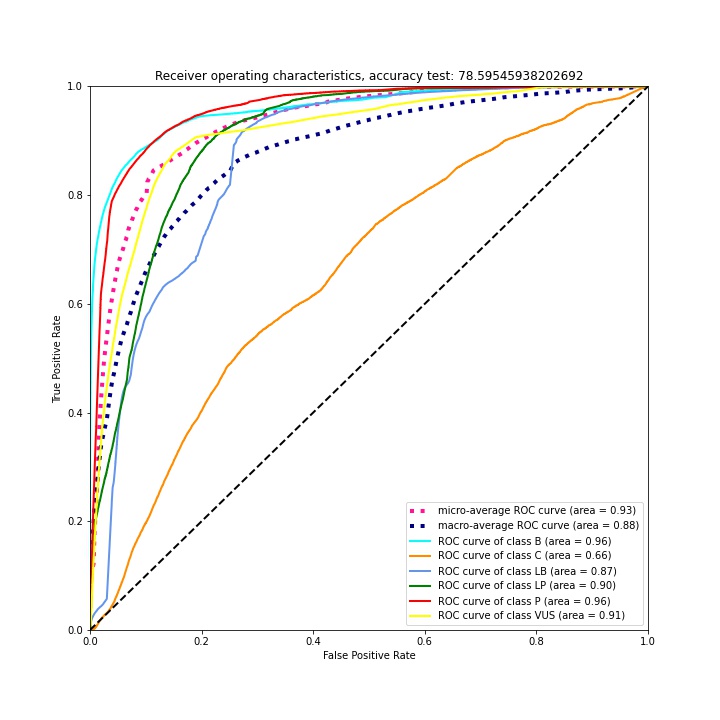 Receiver operating characteristics, accuracy test: 78.59545938202692
1.0
0.8
0.6
0.4
0.2
0.0
True Positive Rate
micro-average ROC curve (area = 0.93)
macro-average ROC curve (area = 0.88)
ROC curve of class B (area = 0.96)
ROC curve of class C (area = 0.66)
ROC curve of class LB (area = 0.87)
ROC curve of class LP (area = 0.90)
ROC curve of class P (area = 0.96)
ROC curve of class VUS (area = 0.91)
0.0 0.2 0.4 0.6 0.8 1.0
False Positive Rate